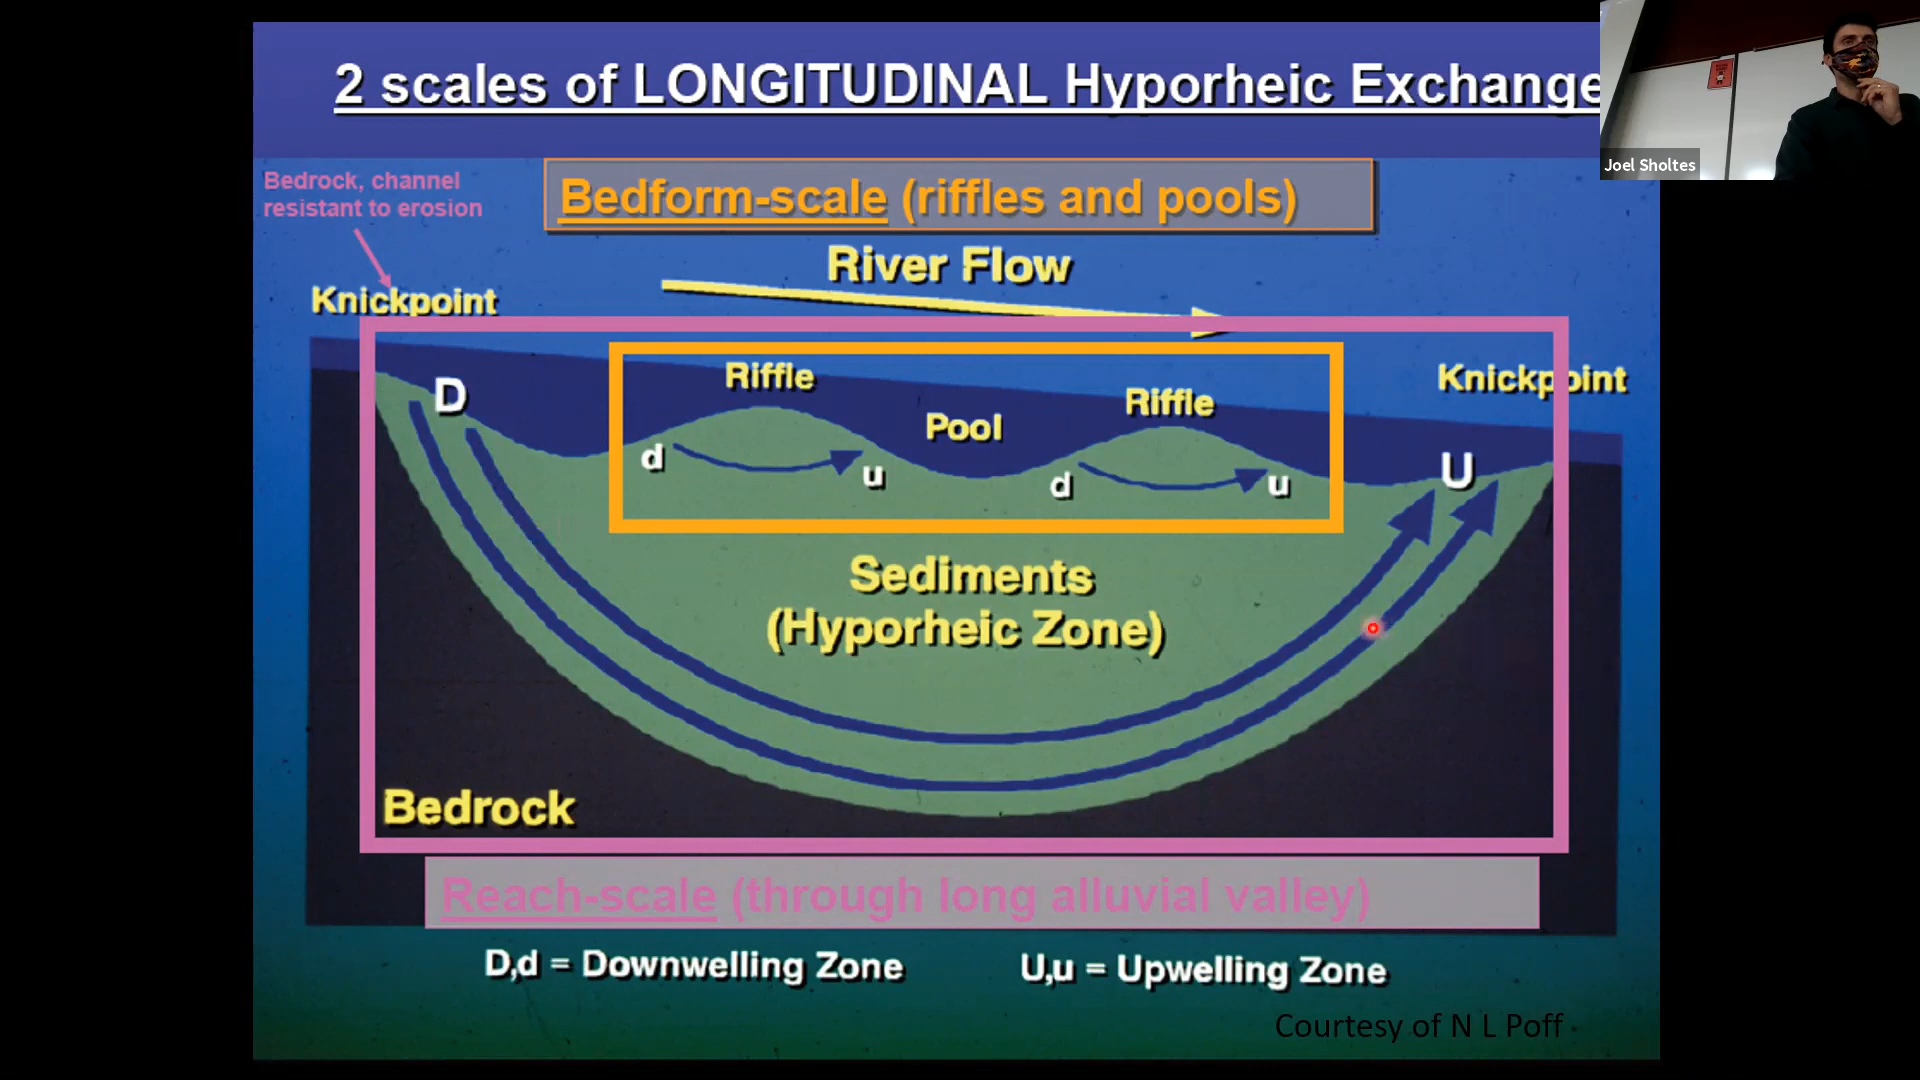 2 scales of LONGITUDINAL Hyporheic Exchange
Joel Sholtes
Bedrock, channel
resistant to erosion
Bedform-scale (riffles and pools)
River Flow
Knickpoint
Riffle
Knickpoint
D
Riffle
Pool
d
u
d
u
U
Sediments
(Hyporheic Zone)
Bedrock
Reach-scale (through long alluvial valley)
D,d = Downwelling Zone
U,u = Upwelling Zone
Courtesy of N L Poff